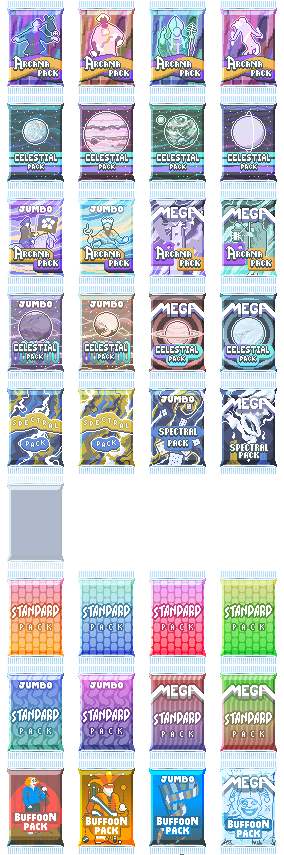 ARCANA PACK ARCANA PACK ARCANA PACK ARCANA PACK
CELESTIAL PACK CELESTIAL PACK CELESTIAL PACK CELESTIAL PACK
JUMBO ARCANA PACK JUMBO ARCANA PACK MEGA ARCANA PACK MEGA ARCANA PACK
JUMBO CELESTIAL PACK JUMBO CELESTIAL PACK MEGA CELESTIAL PACK MEGA CELESTIAL PACK
SPECTRAL PACK SPECTRAL PACK JUMBO SPECTRAL PACK MEGA SPECTRAL PACK
STANDARD PACK STANDARD PACK STANDARD PACK STANDARD PACK
JUMBO STANDARD PACK JUMBO STANDARD PACK MEGA STANDARD PACK MEGA STANDARD PACK
BUFFOON PACK BUFFOON PACK JUMBO BUFFOON PACK MEGA BUFFOON PACK